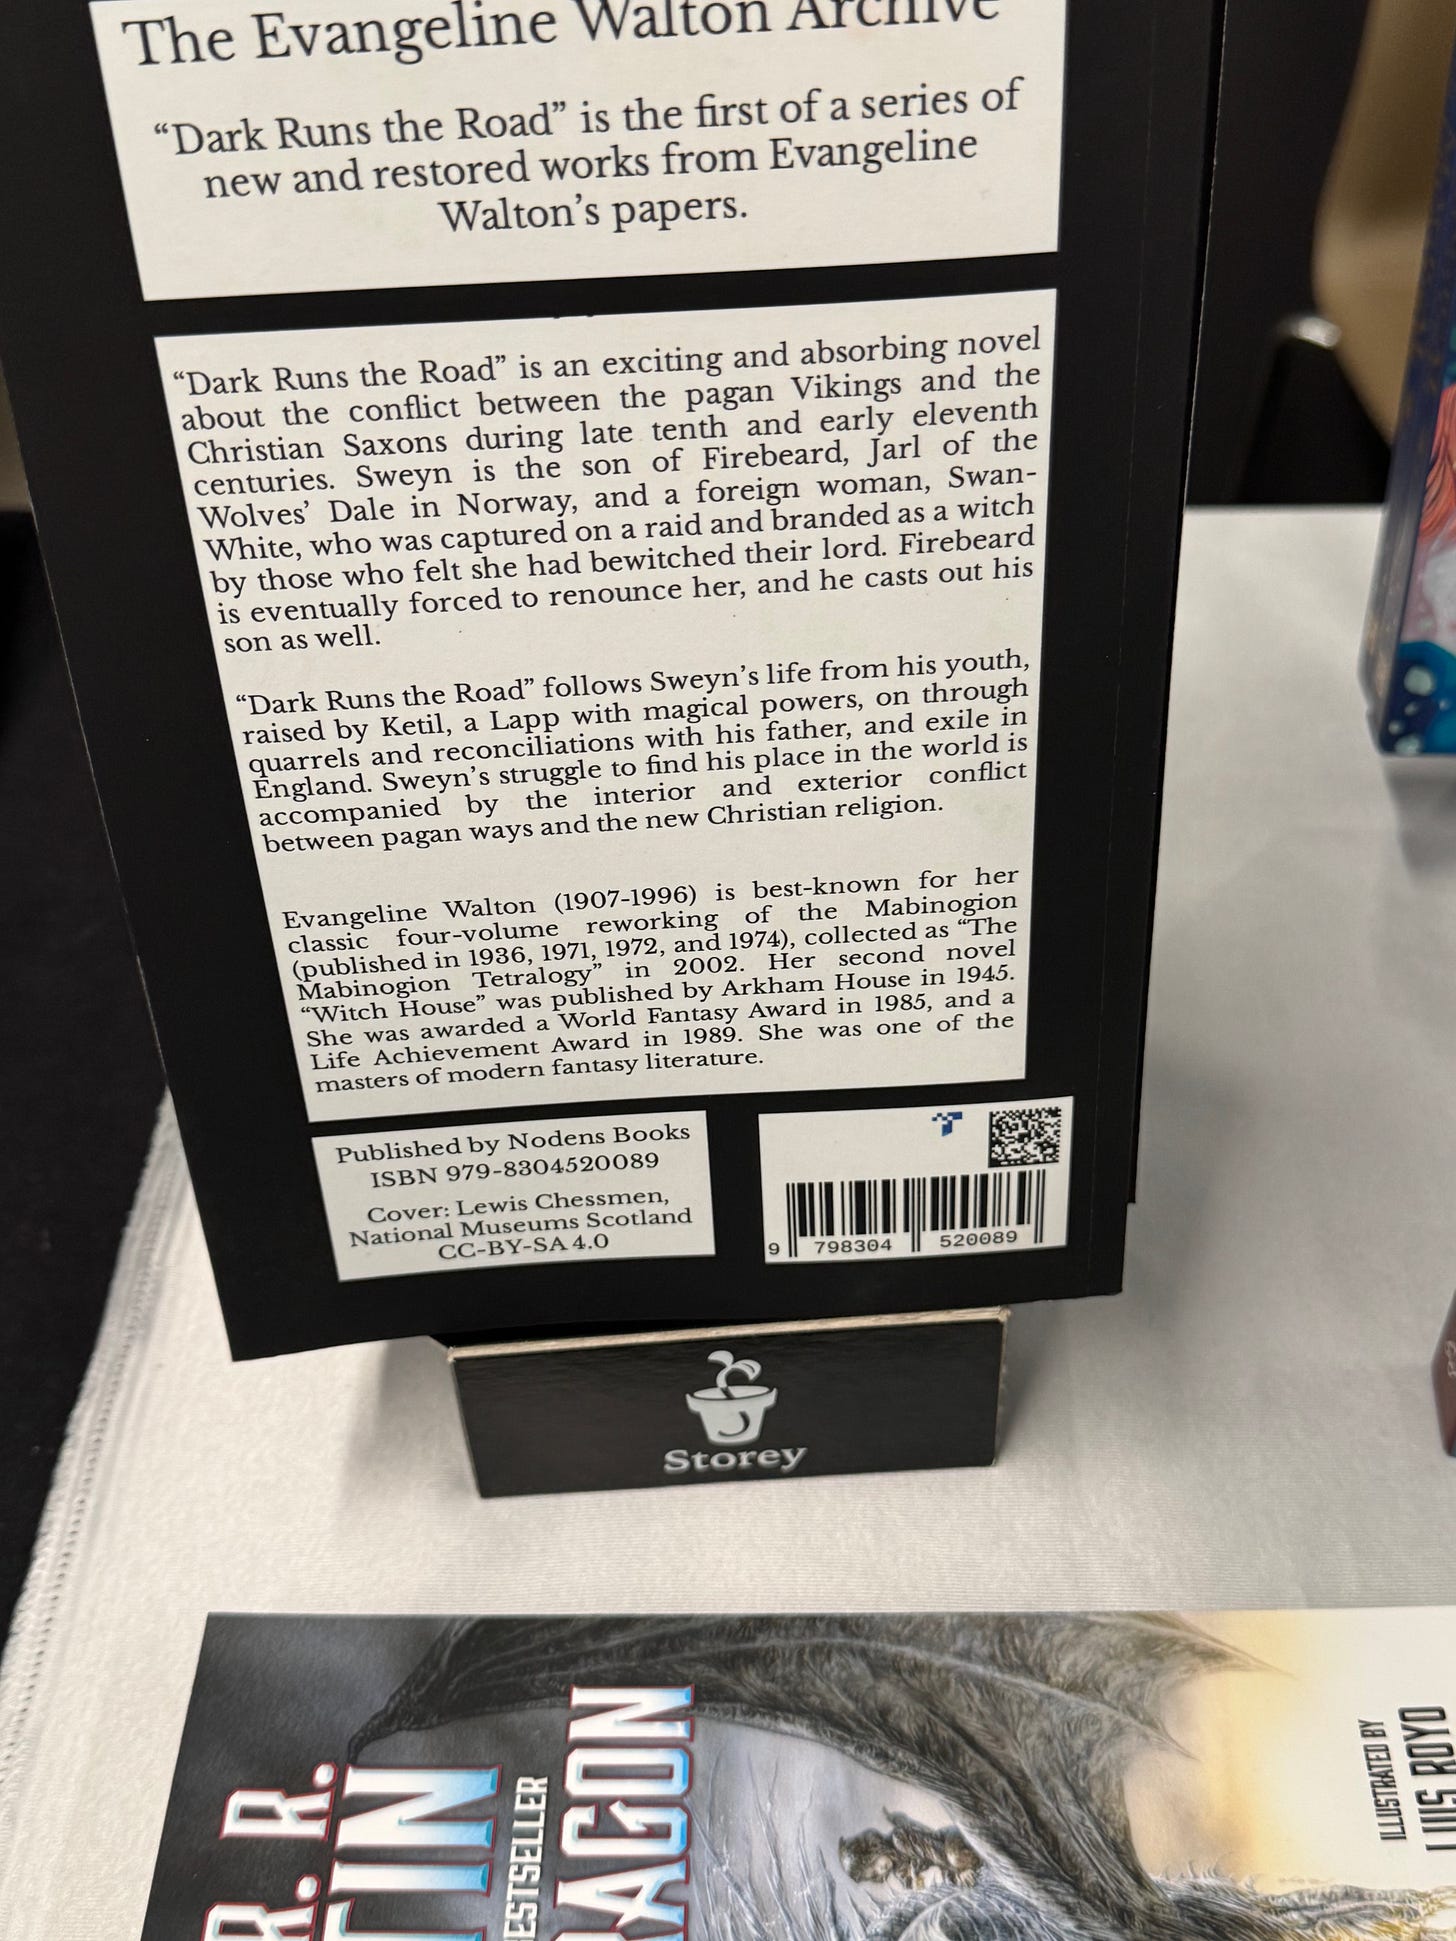 The Evangeline Walton Archive
“Dark Runs the Road” is the first of a series of
new and restored works from Evangeline
Walton’s papers.
“Dark Runs the Road” is an exciting and absorbing novel
about the conflict between the pagan Vikings and the
Christian Saxons during late tenth and early eleventh
centuries. Sweyn is the son of Firebeard, Jarl of the
Wolves’ Dale in Norway, and a foreign woman, Swan-
White, who was captured on a raid and branded as a witch
by those who felt she had bewitched their lord. Firebeard
is eventually forced to renounce her, and he casts out his
son as well.
“Dark Runs the Road” follows Sweyn’s life from his youth,
raised by Ketil, a Lapp with magical powers, on through
quarrels and reconciliations with his father, and exile in
England. Sweyn’s struggle to find his place in the world is
accompanied by the interior and exterior conflict
between pagan ways and the new Christian religion.
Evangeline Walton (1907-1996) is best-known for her
classic four-volume reworking of the Mabinogion
(published in 1936, 1971, 1972, and 1974), collected as “The
Mabinogion Tetralogy” in 2002. Her second novel
“Witch House” was published by Arkham House in 1945.
She was awarded a World Fantasy Award in 1985, and a
Life Achievement Award in 1989. She was one of the
masters of modern fantasy literature.
Published by Nodens Books
ISBN 979-8304520089
Cover: Lewis Chessmen,
National Museums Scotland
CC-BY-SA 4.0
9 798304 520089
Storey
R. R.
TIN
ESTSELLER
AGON
ILLUSTRATED BY
LUIS ROYO